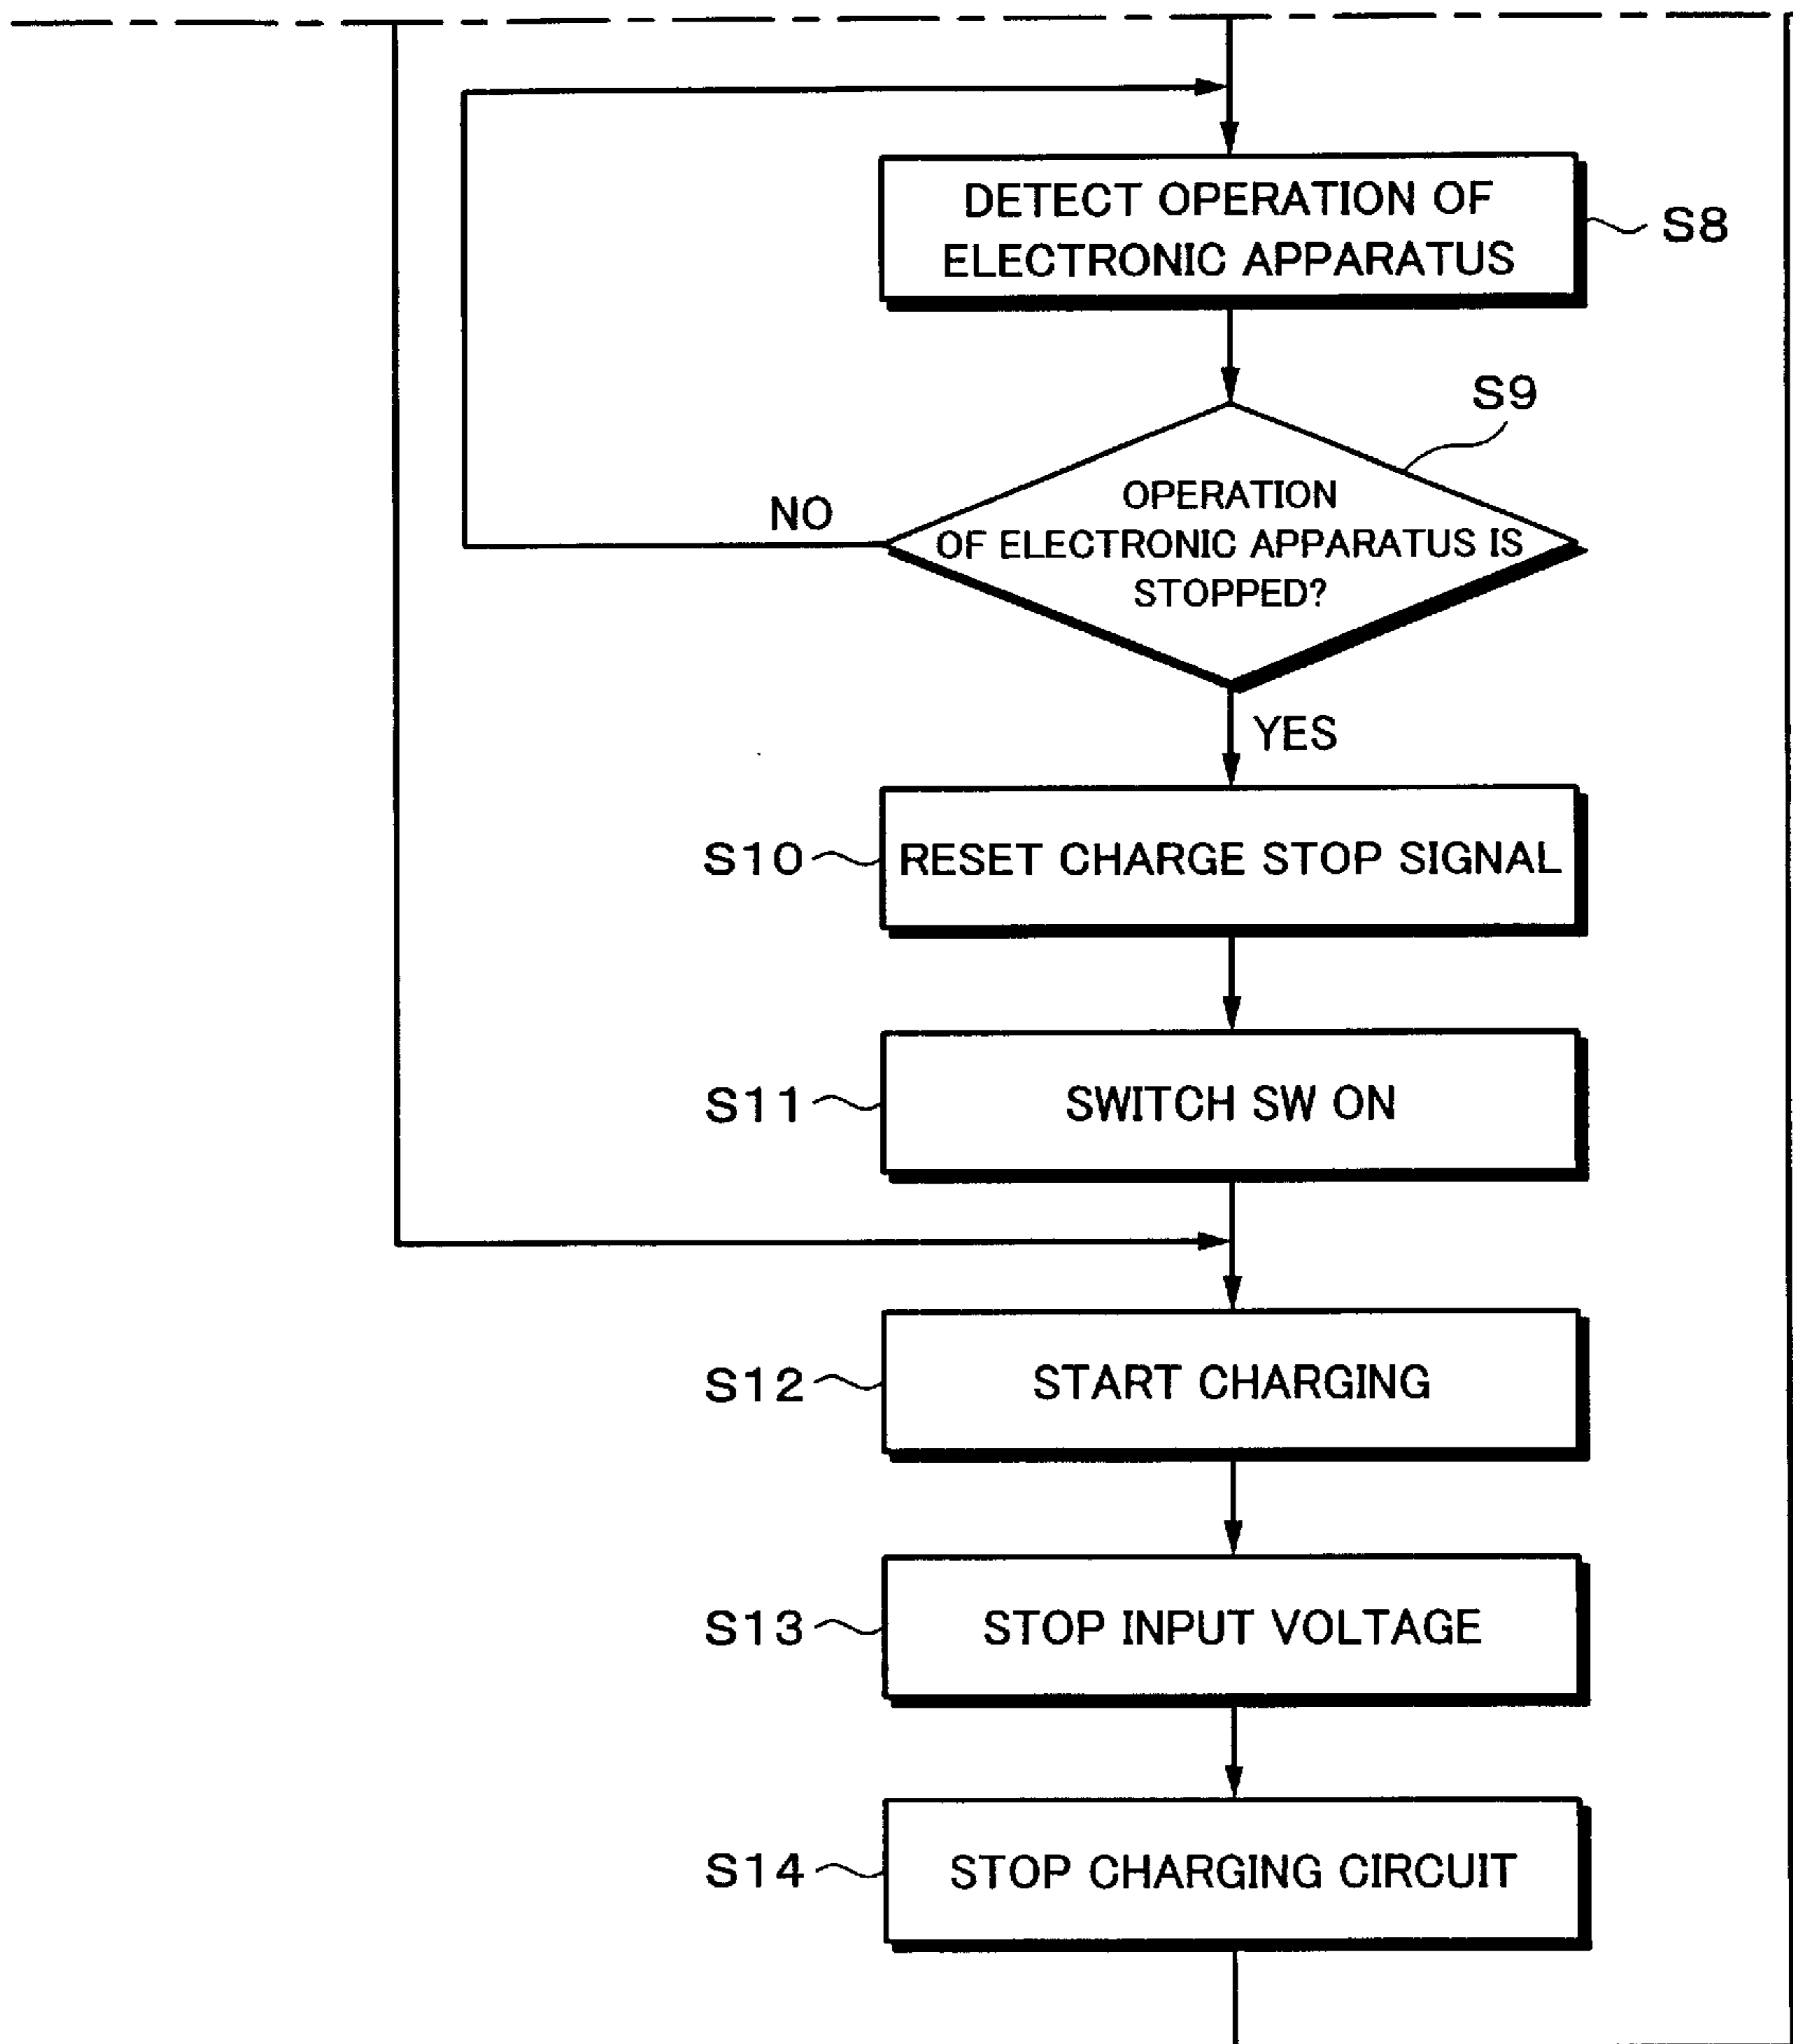 DETECT OPERATION OF
ELECTRONIC APPARATUS
S8
S9
OPERATION
OF ELECTRONIC APPARATUS IS
STOPPED?
NO
YES
S10
RESET CHARGE STOP SIGNAL
S11
SWITCH SW ON
S12
START CHARGING
S13
STOP INPUT VOLTAGE
S14
STOP CHARGING CIRCUIT